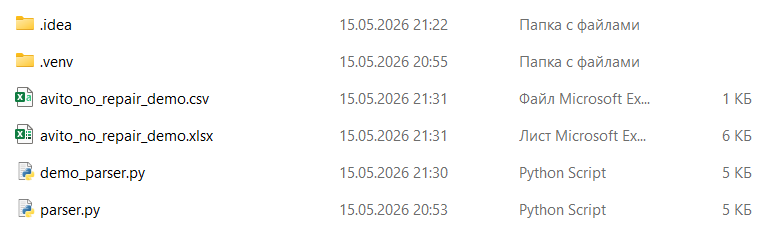 .idea 15.05.2026 21:22 Папка с файлами
.venv 15.05.2026 20:55 Папка с файлами
avito_no_repair_demo.csv 15.05.2026 21:31 Файл Microsoft Ex... 1 КБ
avito_no_repair_demo.xlsx 15.05.2026 21:31 Лист Microsoft Ex... 6 КБ
demo_parser.py 15.05.2026 21:30 Python Script 5 КБ
parser.py 15.05.2026 20:53 Python Script 5 КБ